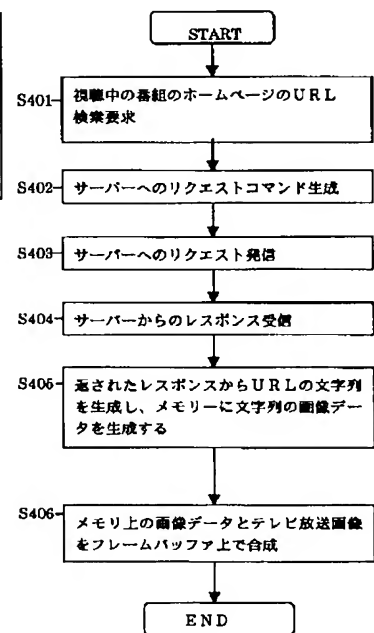 START
S401
視聴中の番組のホームページのURL
検索要求
S402
サーバーへのリクエストコマンド生成
S403
サーバーへのリクエスト発信
S404
サーバーからのレスポンス受信
S406
返されたレスポンスからURLの文字列
を生成し、メモリーに文字列の画像デー
タを生成する
S406
メモリ上の画像データとテレビ放送画像
をフレームバッファ上で合成
END